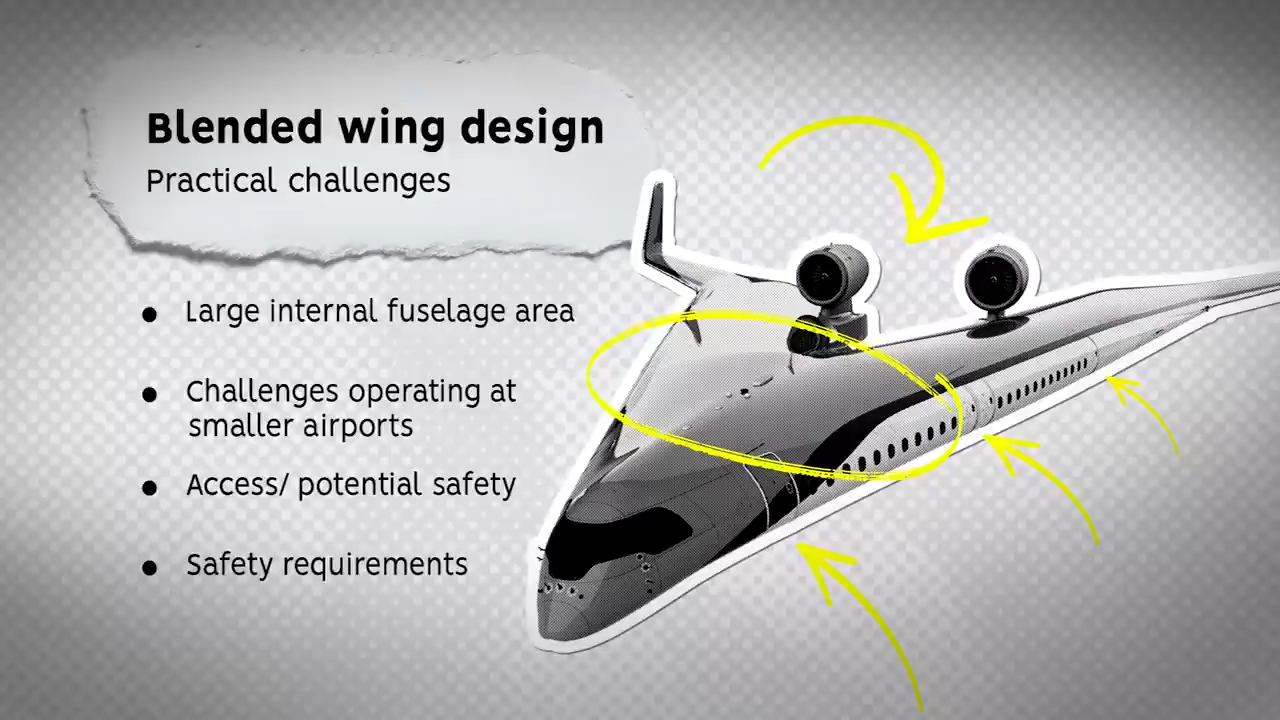 Blended wing design
Practical challenges
● Large internal fuselage area
● Challenges operating at
smaller airports
● Access/ potential safety
● Safety requirements